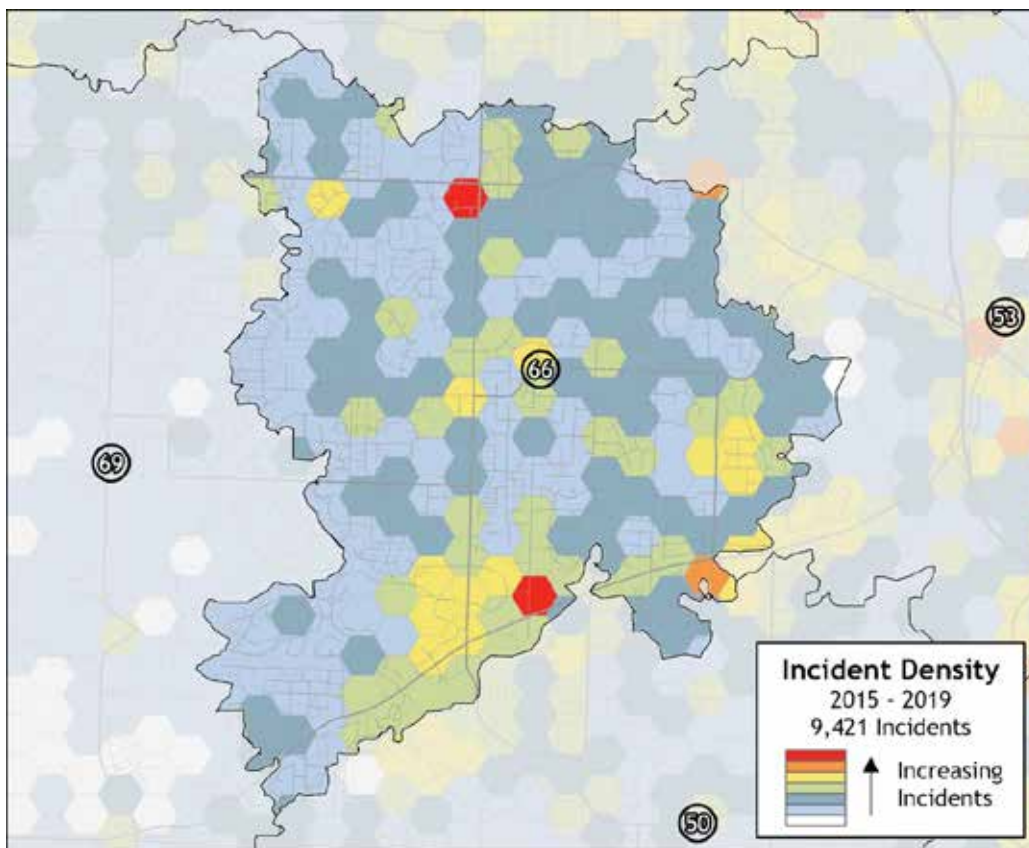 53
66
69
Incident Density
2015 - 2019
9,421 Incidents
Increasing
Incidents
50